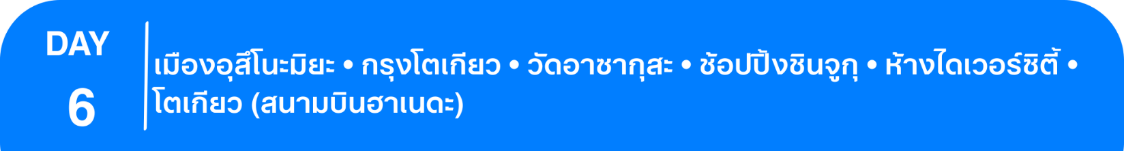 DAY
6
เมืองอุสึโนะมิยะ • กรุงโตเกียว • วัดอาซากุสะ • ช้อปปิ้งชินจูกุ • ห้างไดเวอร์ซิตี้ •
โตเกียว (สนามบินฮาเนดะ)